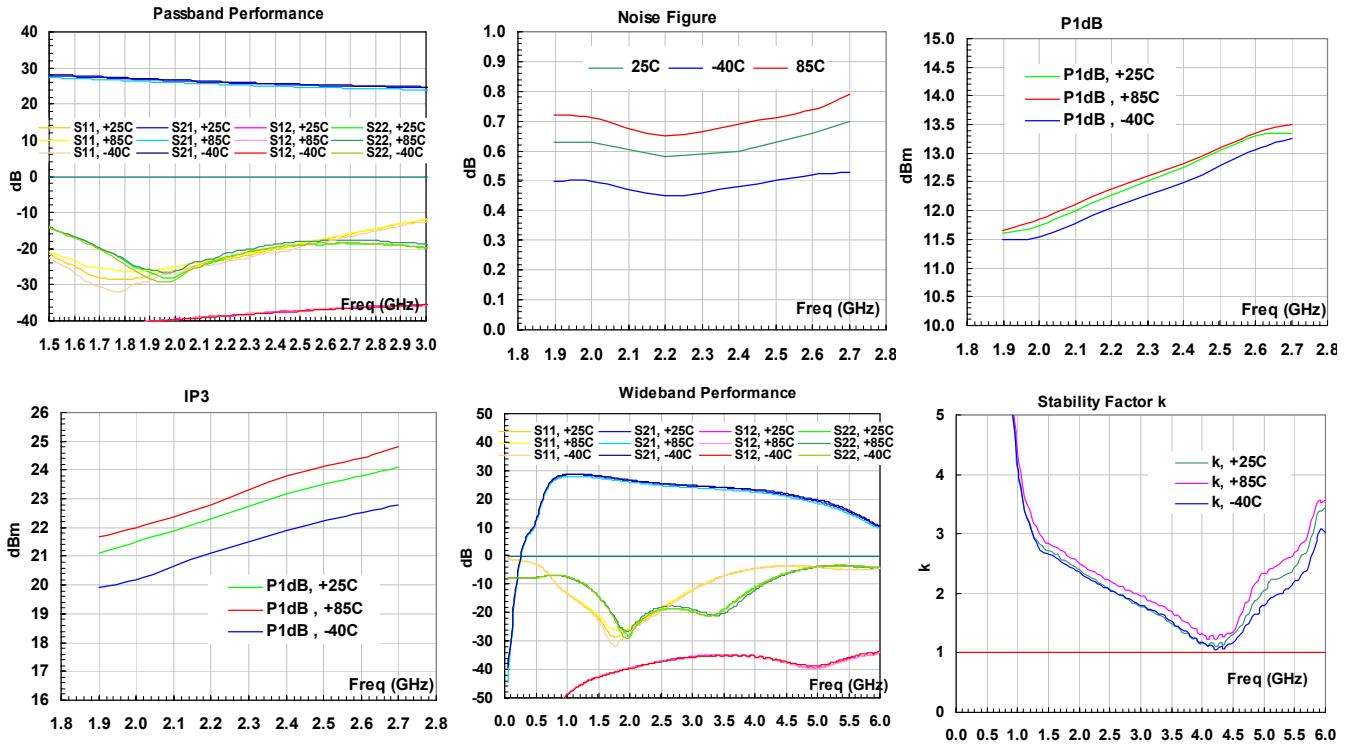 Passband Performance
40
30
20
10
0
-10
-20
-30
-40
dB
S11, +25C S21, +25C S12, +25C S22, +25C
S11, +85C S21, +85C S12, +85C S22, +85C
S11, -40C S21, -40C S12, -40C S22, -40C
Freq (GHz)
1.5 1.6 1.7 1.8 1.9 2.0 2.1 2.2 2.3 2.4 2.5 2.6 2.7 2.8 2.9 3.0
Noise Figure
1.0
0.9
0.8
0.7
0.6
0.5
0.4
0.3
0.2
0.1
0.0
dB
25C -40C 85C
Freq (GHz)
1.8 1.9 2.0 2.1 2.2 2.3 2.4 2.5 2.6 2.7 2.8
P1dB
15.0
14.5
14.0
13.5
13.0
12.5
12.0
11.5
11.0
10.5
10.0
dBm
P1dB, +25C
P1dB , +85C
P1dB , -40C
Freq (GHz)
1.8 1.9 2.0 2.1 2.2 2.3 2.4 2.5 2.6 2.7 2.8
IP3
26
25
24
23
22
21
20
19
18
17
16
dBm
P1dB, +25C
P1dB , +85C
P1dB , -40C
Freq (GHz)
1.8 1.9 2.0 2.1 2.2 2.3 2.4 2.5 2.6 2.7 2.8
Wideband Performance
50
40
30
20
10
0
-10
-20
-30
-40
-50
dB
S11, +25C S21, +25C S12, +25C S22, +25C
S11, +85C S21, +85C S12, +85C S22, +85C
S11, -40C S21, -40C S12, -40C S22, -40C
Freq (GHz)
0.0 0.5 1.0 1.5 2.0 2.5 3.0 3.5 4.0 4.5 5.0 5.5 6.0
Stability Factor k
5
4
3
2
1
0
k
k, +25C
k, +85C
k, -40C
Freq (GHz)
0.0 0.5 1.0 1.5 2.0 2.5 3.0 3.5 4.0 4.5 5.0 5.5 6.0